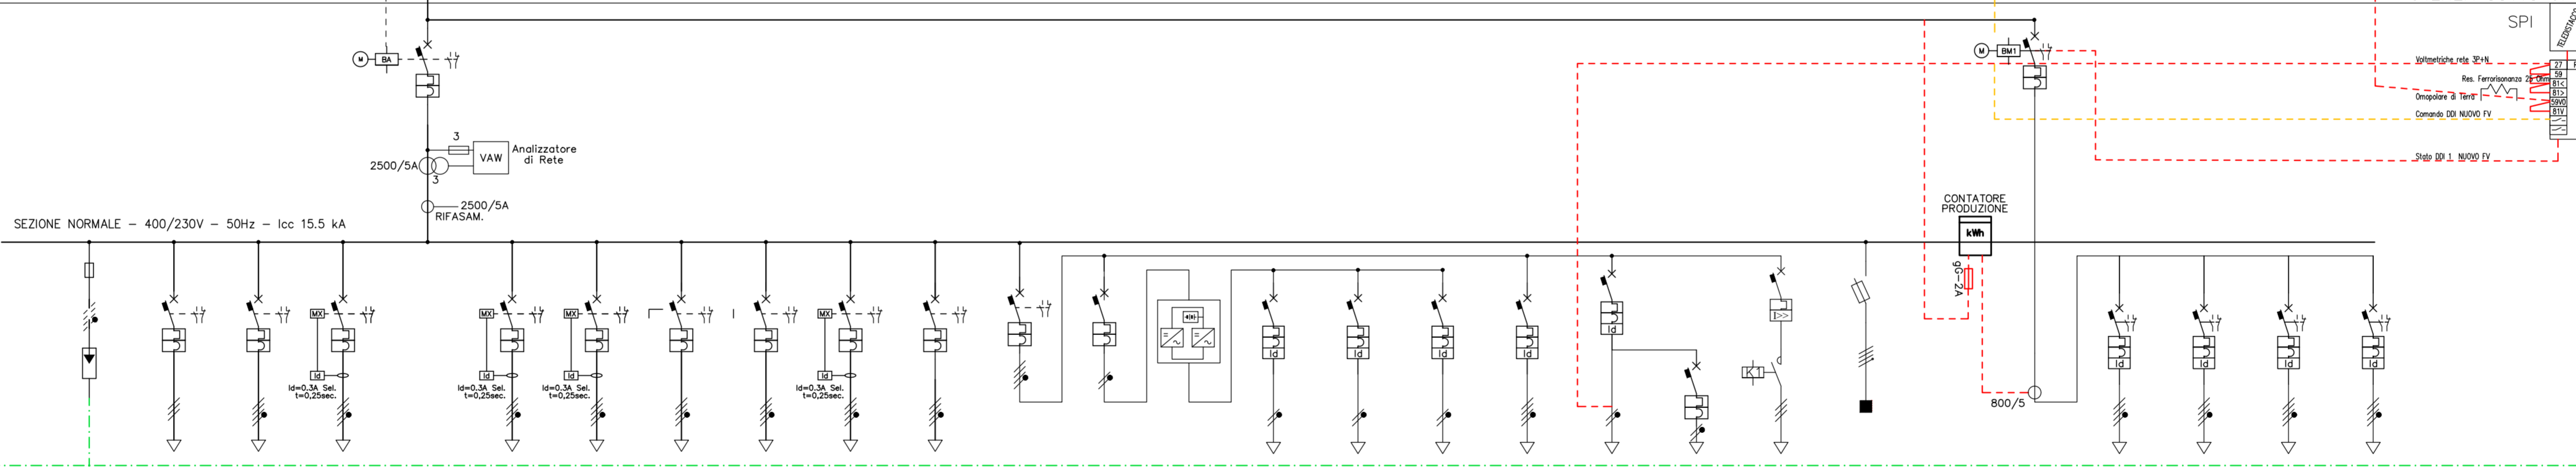 SPI
TELEDISTACCO
M
BA
M
BM1
Voltmetriche rete 3P+N
27
59
Res. Ferrorisonanza 25 Ohm
81<
81>
Omopolare di Terra
59V0
81V
Comando DDI NUOVO FV
3
VAW
Analizzatore
di Rete
2500/5A
3
Stato DDI 1 NUOVO FV
2500/5A
RIFASAM.
CONTATORE
PRODUZIONE
kWh
SEZIONE NORMALE - 400/230V - 50Hz - Icc 15.5 kA
gG-2A
MX
MX
MX
MX
I>>
Id
Id
Id
Id
Id
Id
Id
Id
Id
K1
Id
Id
Id
Id
Id=0.3A Sel.
t=0,25sec.
Id=0.3A Sel.
t=0,25sec.
Id=0.3A Sel.
t=0,25sec.
Id=0.3A Sel.
t=0,25sec.
800/5